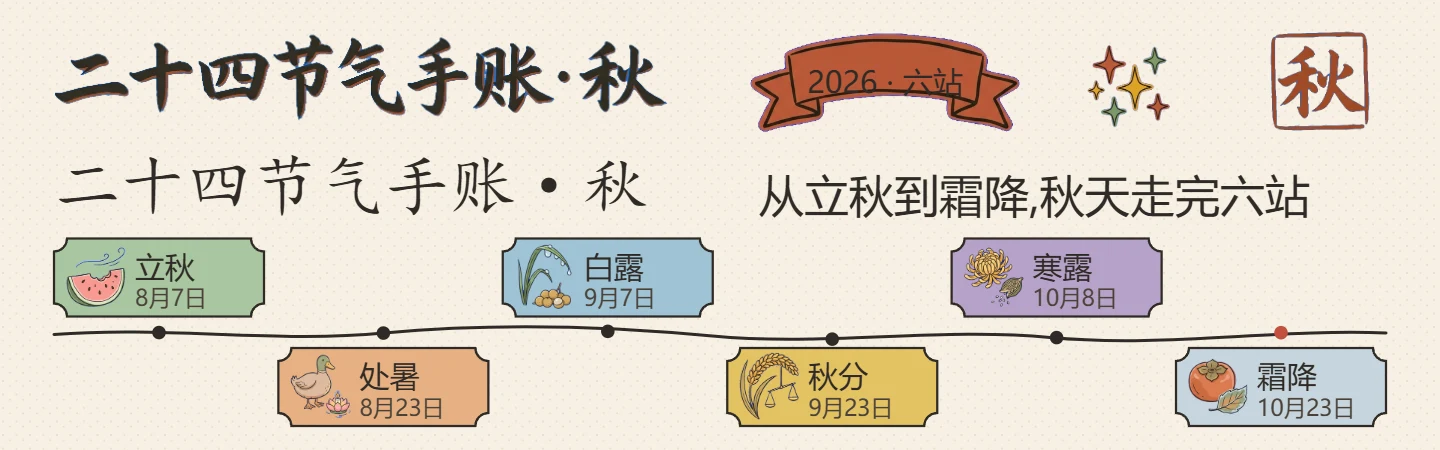 二十四节气手账·秋
2026 · 六站
秋
二十四节气手账•秋
从立秋到霜降,秋天走完六站
立秋
8月7日
处暑
8月23日
白露
9月7日
秋分
9月23日
寒露
10月8日
霜降
10月23日